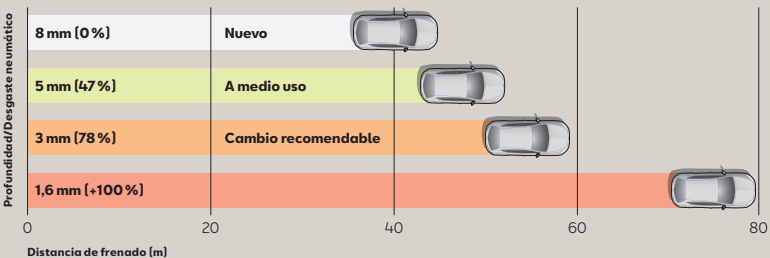 Profundidad/Desgaste neumático
8 mm (0 %) Nuevo
5 mm (47 %) A medio uso
3 mm (78 %) Cambio recomendable
1,6 mm (+100 %)
0 20 40 60 80
Distancia de frenado (m)